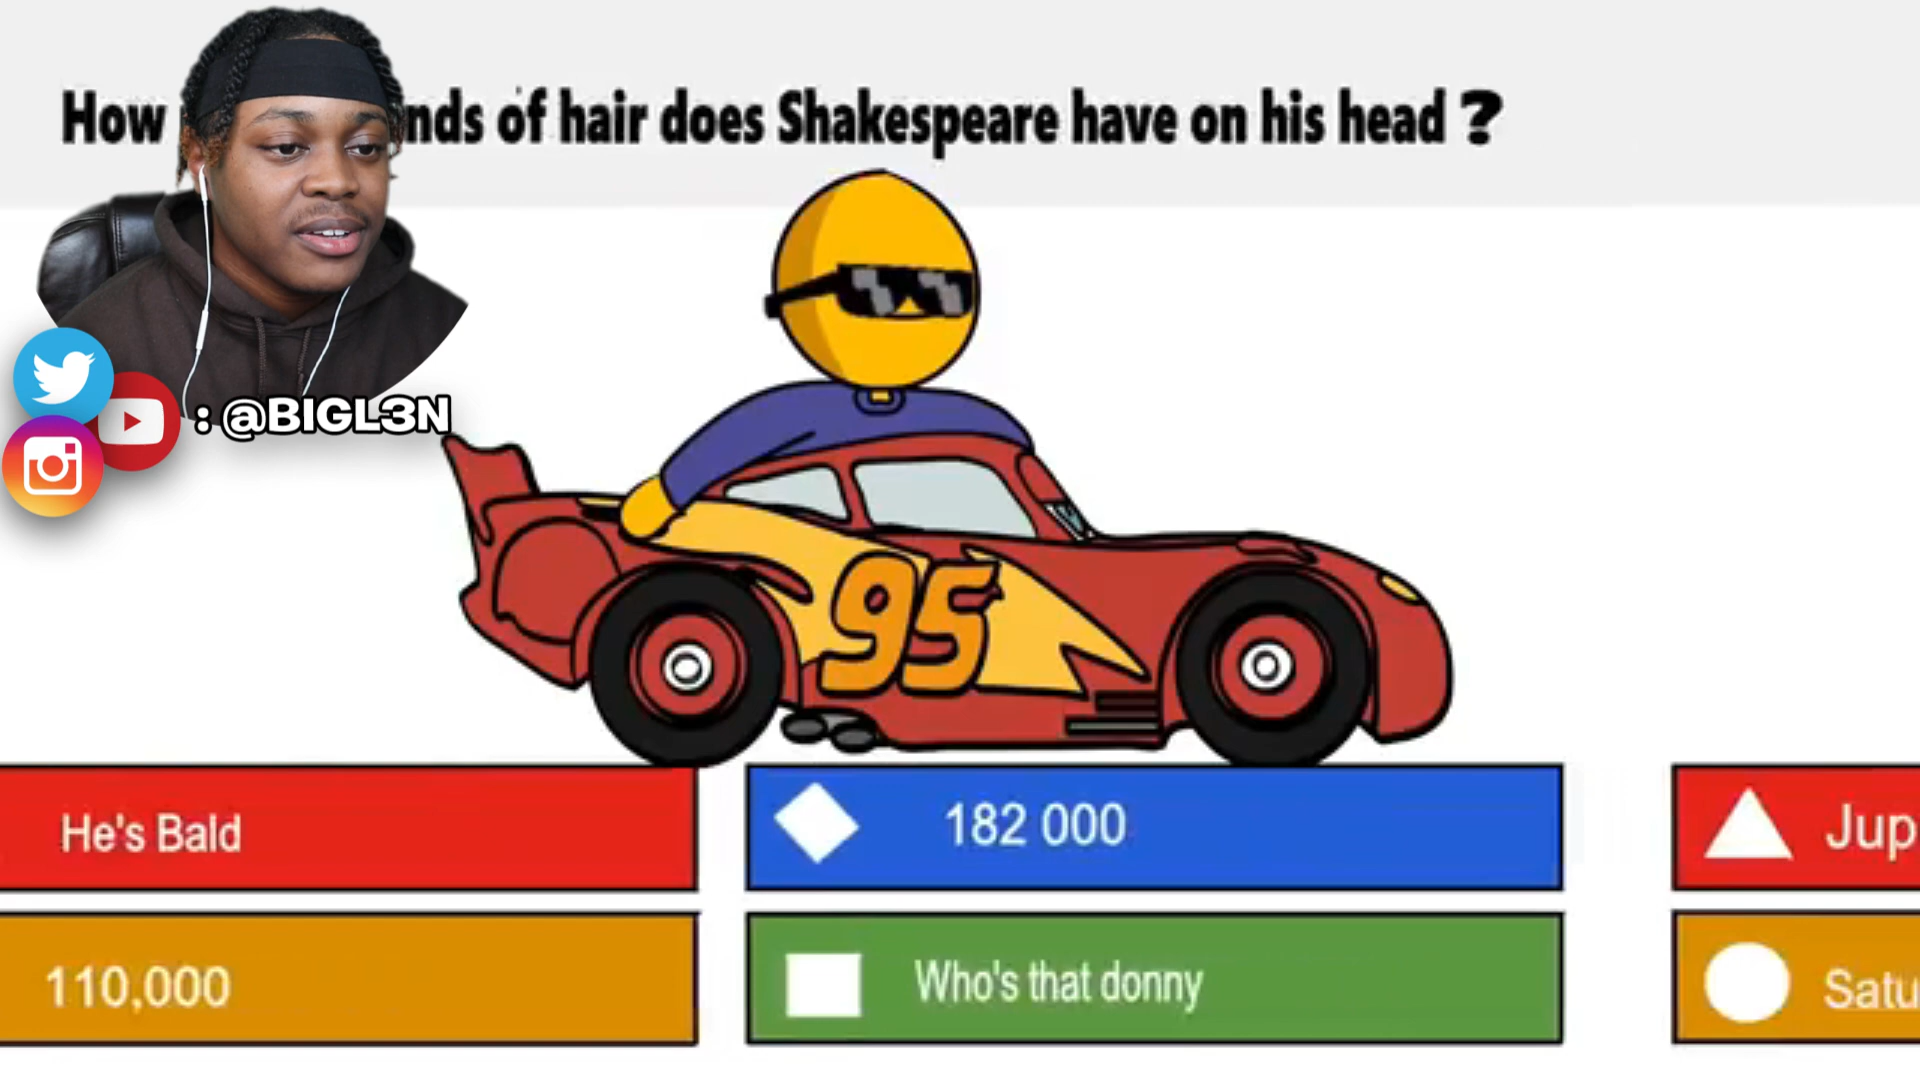 How nds of hair does Shakespeare have on his head ?
: @BIGL3N
95
He's Bald
182 000
Jup
110,000
Who's that donny
Satu